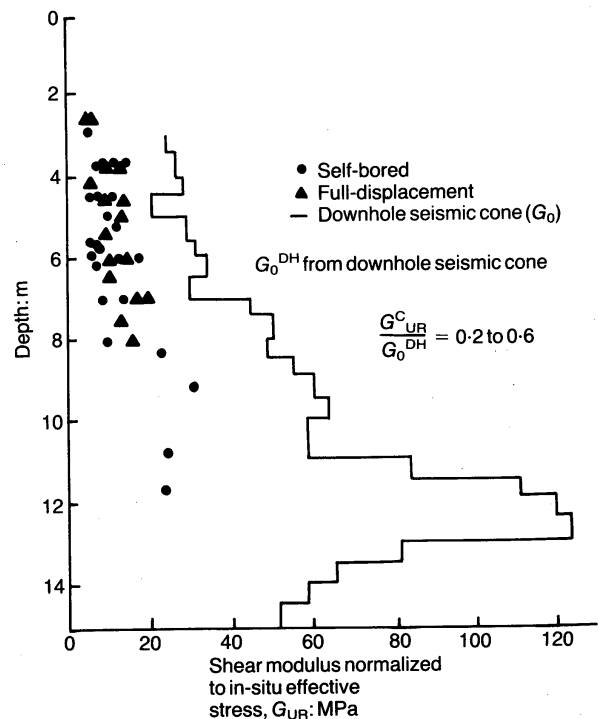 0
2
4
6
8
10
12
14
Depth: m
Self-bored
Full-displacement
Downhole seismic cone (G₀)
G₀ᴰᴴ from downhole seismic cone
GᶜUR / G₀ᴰᴴ = 0·2 to 0·6
0 20 40 60 80 100 120
Shear modulus normalized
to in-situ effective
stress, GUR: MPa